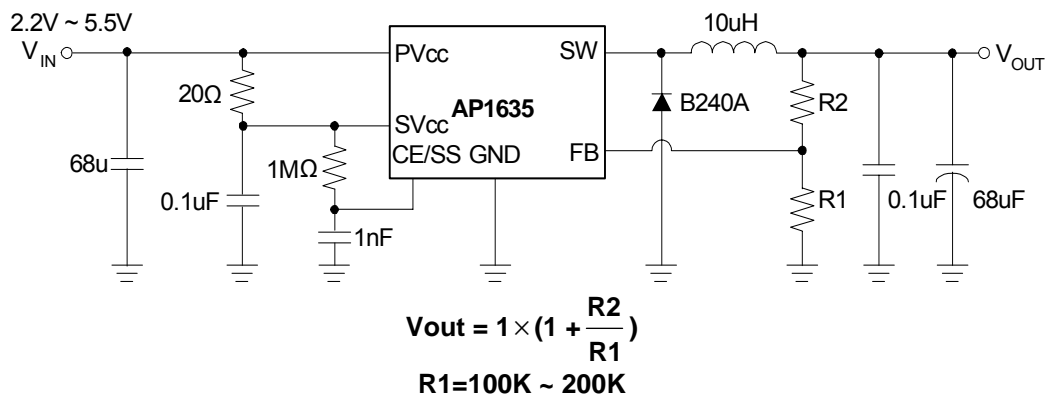 2.2V ~ 5.5V
V_IN
PVcc
SW
10uH
V_OUT
20Ω
AP1635
B240A
R2
SVcc
CE/SS GND
FB
68u
1MΩ
0.1uF
1nF
R1
0.1uF
68uF
Vout = 1×(1 + R2/R1)
R1=100K ~ 200K